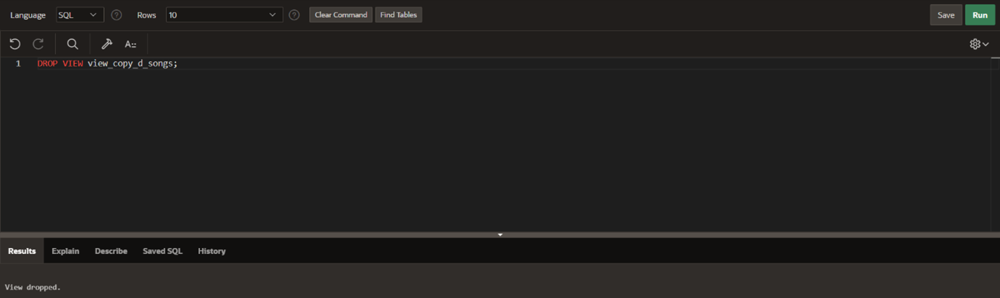 Language SQL ? Rows 10 ? Clear Command Find Tables Save Run
A::
1 DROP VIEW view_copy_d_songs;
Results Explain Describe Saved SQL History
View dropped.